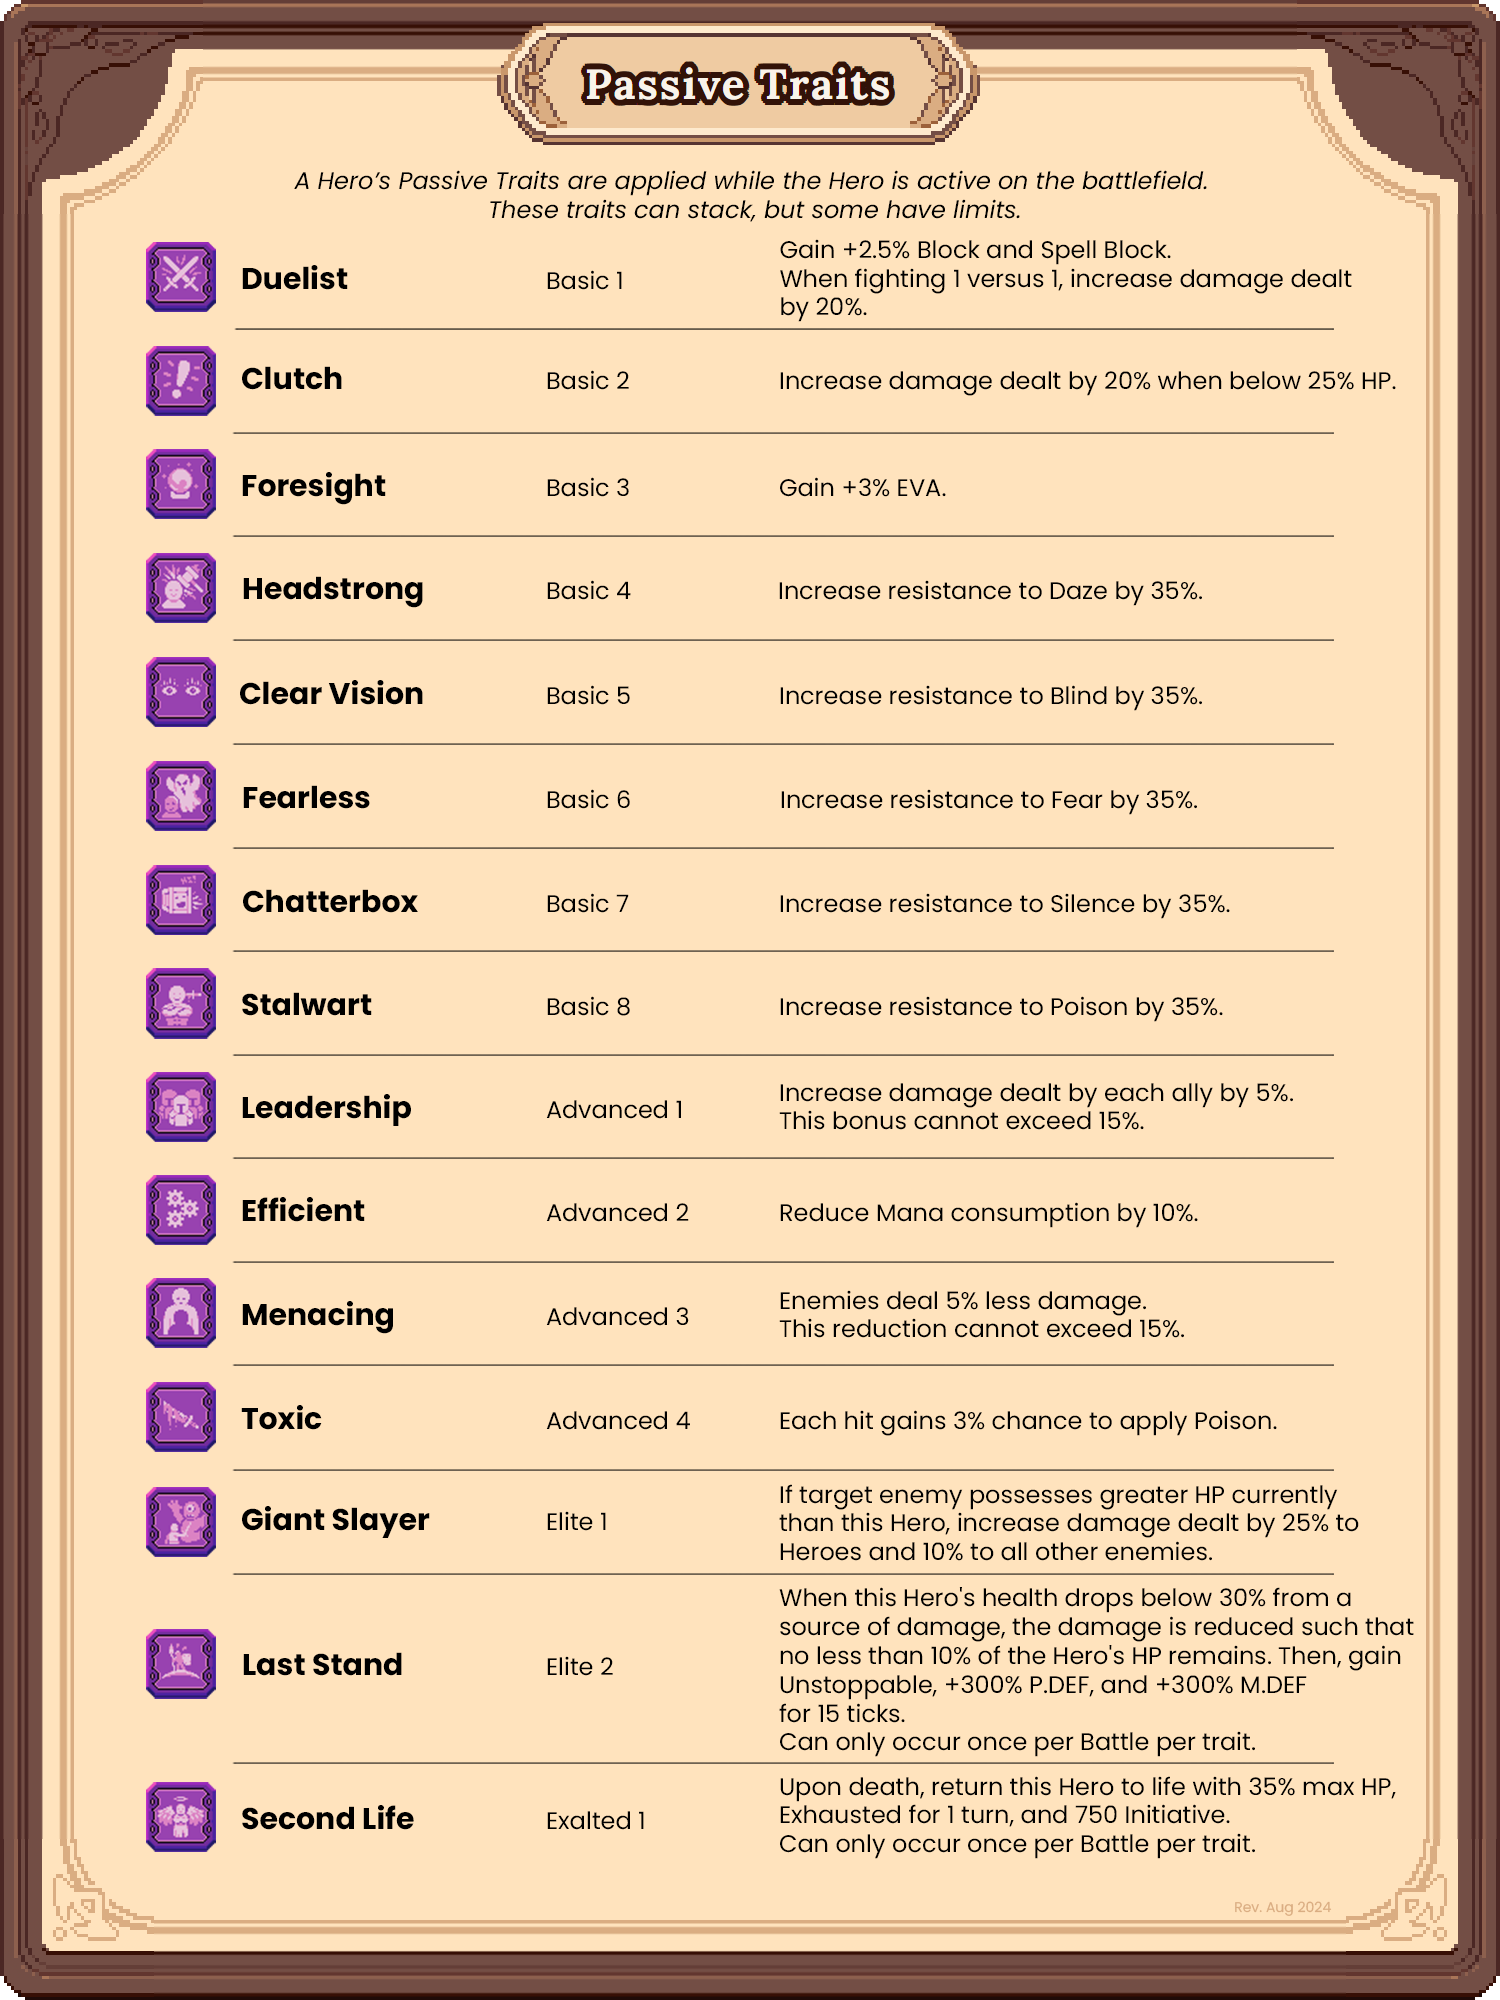 Passive Traits
A Hero’s Passive Traits are applied while the Hero is active on the battlefield.
These traits can stack, but some have limits.
Duelist
Basic 1
Gain +2.5% Block and Spell Block.
When fighting 1 versus 1, increase damage dealt
by 20%.
Clutch
Basic 2
Increase damage dealt by 20% when below 25% HP.
Foresight
Basic 3
Gain +3% EVA.
Headstrong
Basic 4
Increase resistance to Daze by 35%.
Clear Vision
Basic 5
Increase resistance to Blind by 35%.
Fearless
Basic 6
Increase resistance to Fear by 35%.
Chatterbox
Basic 7
Increase resistance to Silence by 35%.
Stalwart
Basic 8
Increase resistance to Poison by 35%.
Leadership
Advanced 1
Increase damage dealt by each ally by 5%.
This bonus cannot exceed 15%.
Efficient
Advanced 2
Reduce Mana consumption by 10%.
Menacing
Advanced 3
Enemies deal 5% less damage.
This reduction cannot exceed 15%.
Toxic
Advanced 4
Each hit gains 3% chance to apply Poison.
Giant Slayer
Elite 1
If target enemy possesses greater HP currently
than this Hero, increase damage dealt by 25% to
Heroes and 10% to all other enemies.
Last Stand
Elite 2
When this Hero's health drops below 30% from a
source of damage, the damage is reduced such that
no less than 10% of the Hero's HP remains. Then, gain
Unstoppable, +300% P.DEF, and +300% M.DEF
for 15 ticks.
Can only occur once per Battle per trait.
Second Life
Exalted 1
Upon death, return this Hero to life with 35% max HP,
Exhausted for 1 turn, and 750 Initiative.
Can only occur once per Battle per trait.
Rev. Aug 2024